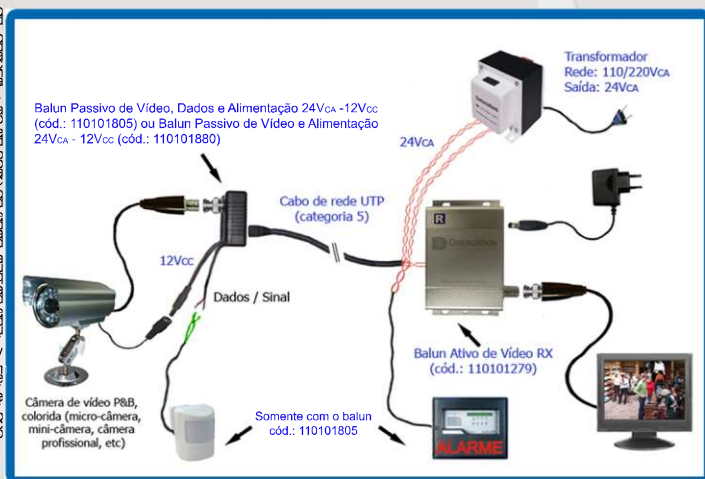 Transformador
Rede: 110/220VCA
Saída: 24VCA
Balun Passivo de Vídeo, Dados e Alimentação 24VCA -12VCC
(cód.: 110101805) ou Balun Passivo de Vídeo e Alimentação
24VCA - 12VCC (cód.: 110101880)
24VCA
Cabo de rede UTP
(categoria 5)
R
12VCC
Dados / Sinal
Balun Ativo de Vídeo RX
(cód.: 110101279)
Câmera de vídeo P&B,
colorida (micro-câmera,
mini-câmera, câmera
profissional, etc)
Somente com o balun
cód.: 110101805
ALARME